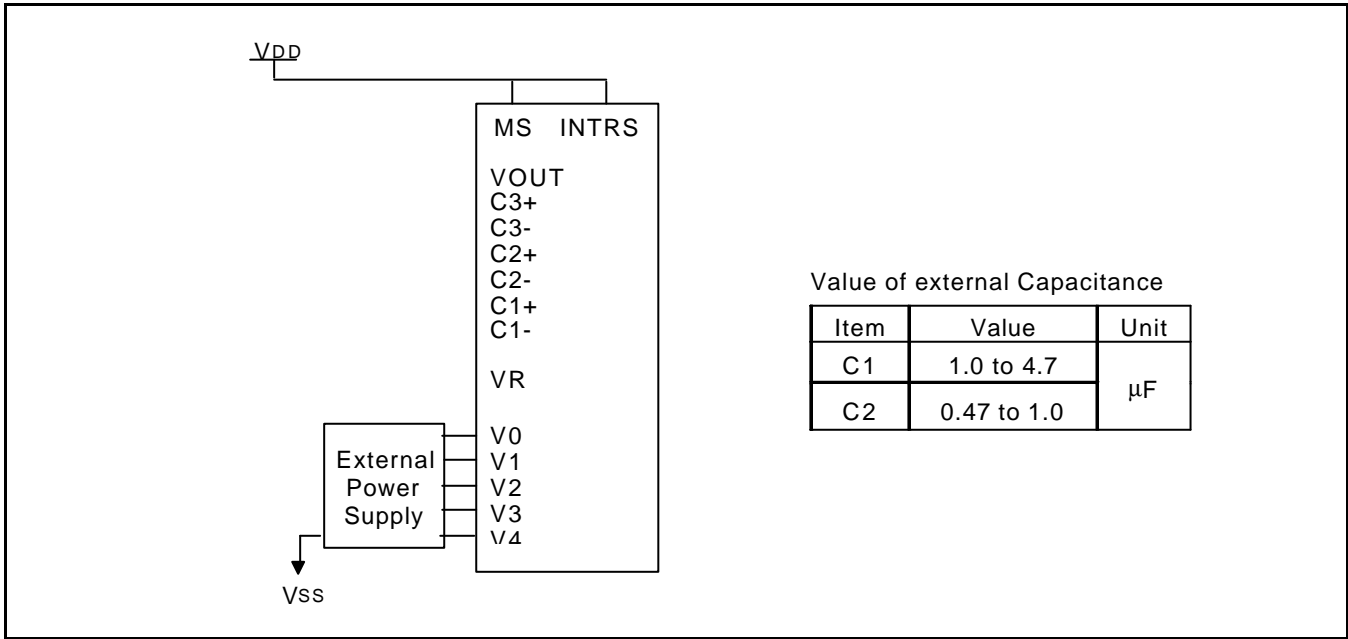 VDD
MS INTRS
VOUT
C3+
C3-
C2+
C2-
C1+
C1-
VR
V0
V1
V2
V3
V4
External
Power
Supply
VSS
Value of external Capacitance
Item Value Unit
C1 1.0 to 4.7 μF
C2 0.47 to 1.0